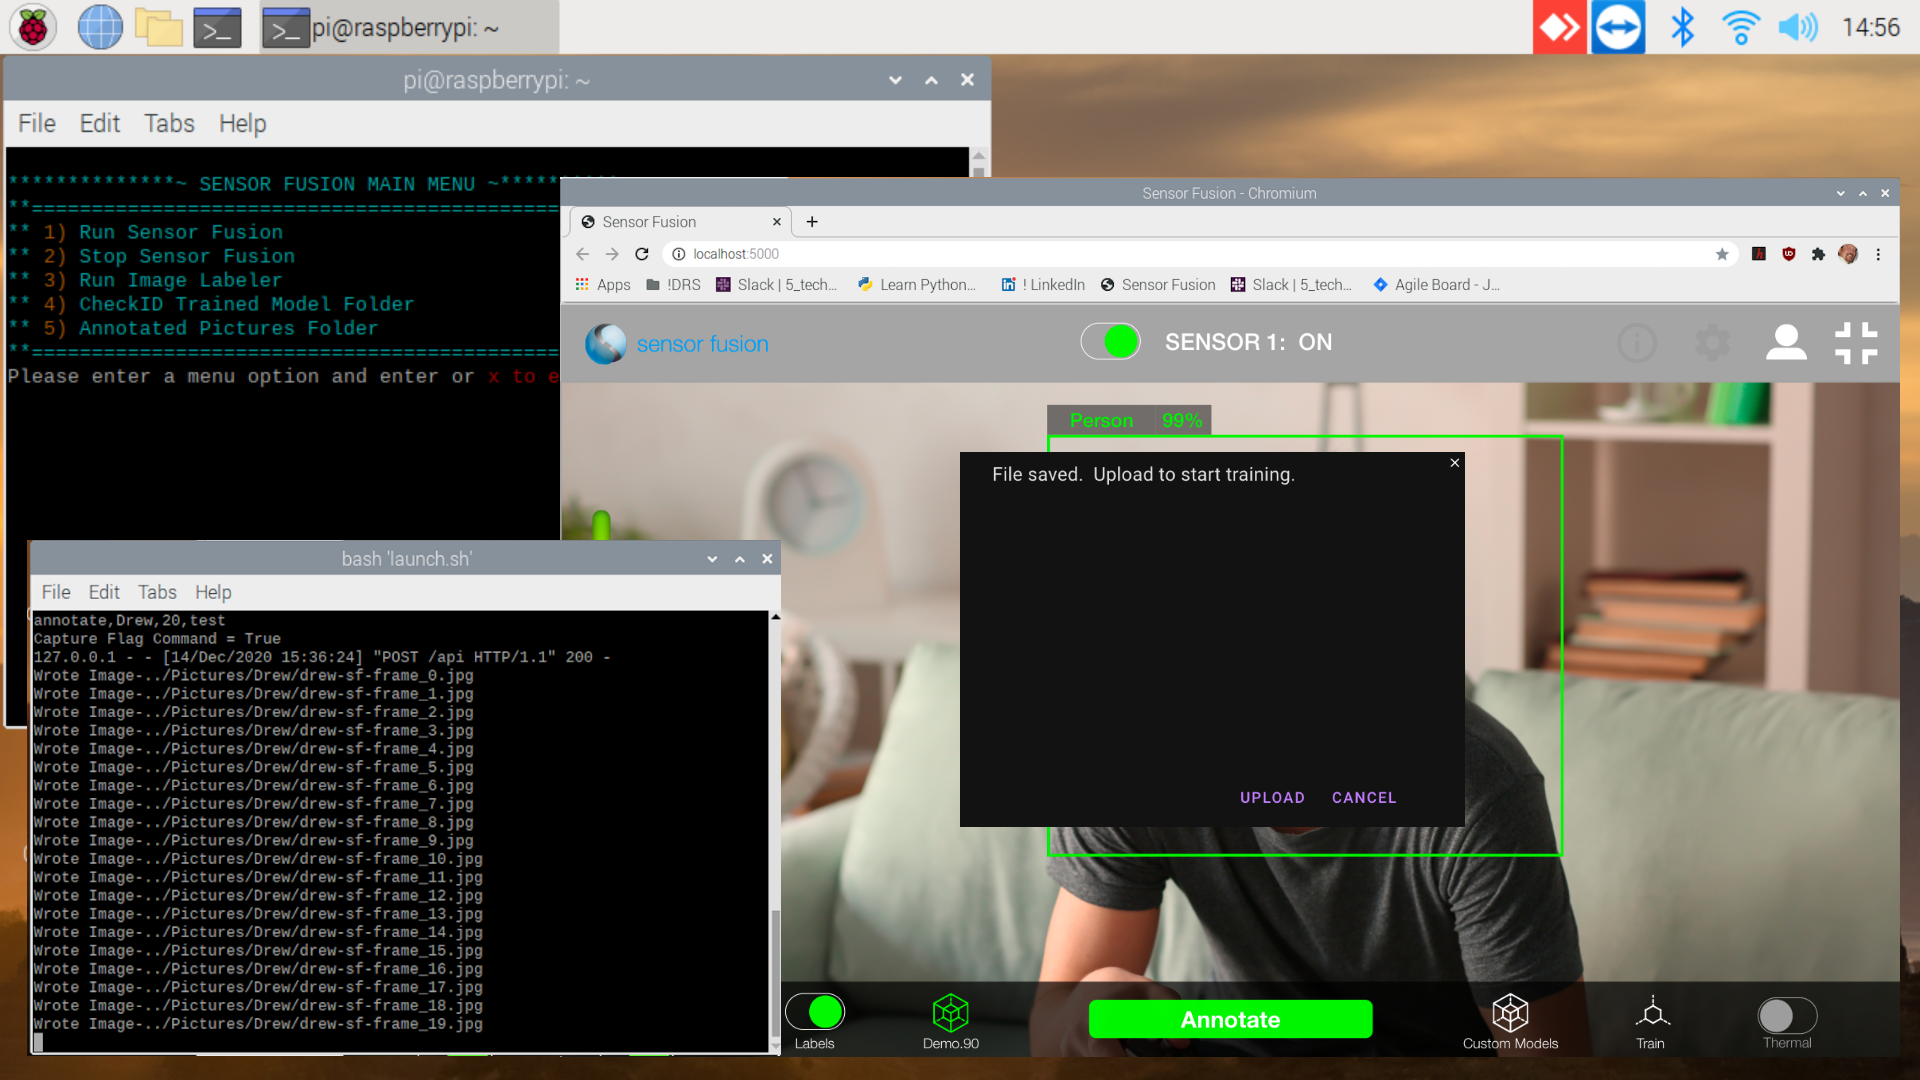 pi@raspberrypi: ~
14:56
pi@raspberrypi: ~
File Edit Tabs Help
**************~ SENSOR FUSION MAIN MENU ~**********
**=============================================
** 1) Run Sensor Fusion
** 2) Stop Sensor Fusion
** 3) Run Image Labeler
** 4) CheckID Trained Model Folder
** 5) Annotated Pictures Folder
**=============================================
Please enter a menu option and enter or x to e
Sensor Fusion - Chromium
Sensor Fusion
localhost:5000
Apps !DRS Slack | 5_tech... Learn Python... ! LinkedIn Sensor Fusion Slack | 5_tech... Agile Board - J...
sensor fusion
SENSOR 1: ON
Person 99%
File saved. Upload to start training.
UPLOAD CANCEL
bash 'launch.sh'
File Edit Tabs Help
annotate,Drew,20,test
Capture Flag Command = True
127.0.0.1 - - [14/Dec/2020 15:36:24] "POST /api HTTP/1.1" 200 -
Wrote Image-../Pictures/Drew/drew-sf-frame_0.jpg
Wrote Image-../Pictures/Drew/drew-sf-frame_1.jpg
Wrote Image-../Pictures/Drew/drew-sf-frame_2.jpg
Wrote Image-../Pictures/Drew/drew-sf-frame_3.jpg
Wrote Image-../Pictures/Drew/drew-sf-frame_4.jpg
Wrote Image-../Pictures/Drew/drew-sf-frame_5.jpg
Wrote Image-../Pictures/Drew/drew-sf-frame_6.jpg
Wrote Image-../Pictures/Drew/drew-sf-frame_7.jpg
Wrote Image-../Pictures/Drew/drew-sf-frame_8.jpg
Wrote Image-../Pictures/Drew/drew-sf-frame_9.jpg
Wrote Image-../Pictures/Drew/drew-sf-frame_10.jpg
Wrote Image-../Pictures/Drew/drew-sf-frame_11.jpg
Wrote Image-../Pictures/Drew/drew-sf-frame_12.jpg
Wrote Image-../Pictures/Drew/drew-sf-frame_13.jpg
Wrote Image-../Pictures/Drew/drew-sf-frame_14.jpg
Wrote Image-../Pictures/Drew/drew-sf-frame_15.jpg
Wrote Image-../Pictures/Drew/drew-sf-frame_16.jpg
Wrote Image-../Pictures/Drew/drew-sf-frame_17.jpg
Wrote Image-../Pictures/Drew/drew-sf-frame_18.jpg
Wrote Image-../Pictures/Drew/drew-sf-frame_19.jpg
Labels
Demo.90
Annotate
Custom Models
Train
Thermal